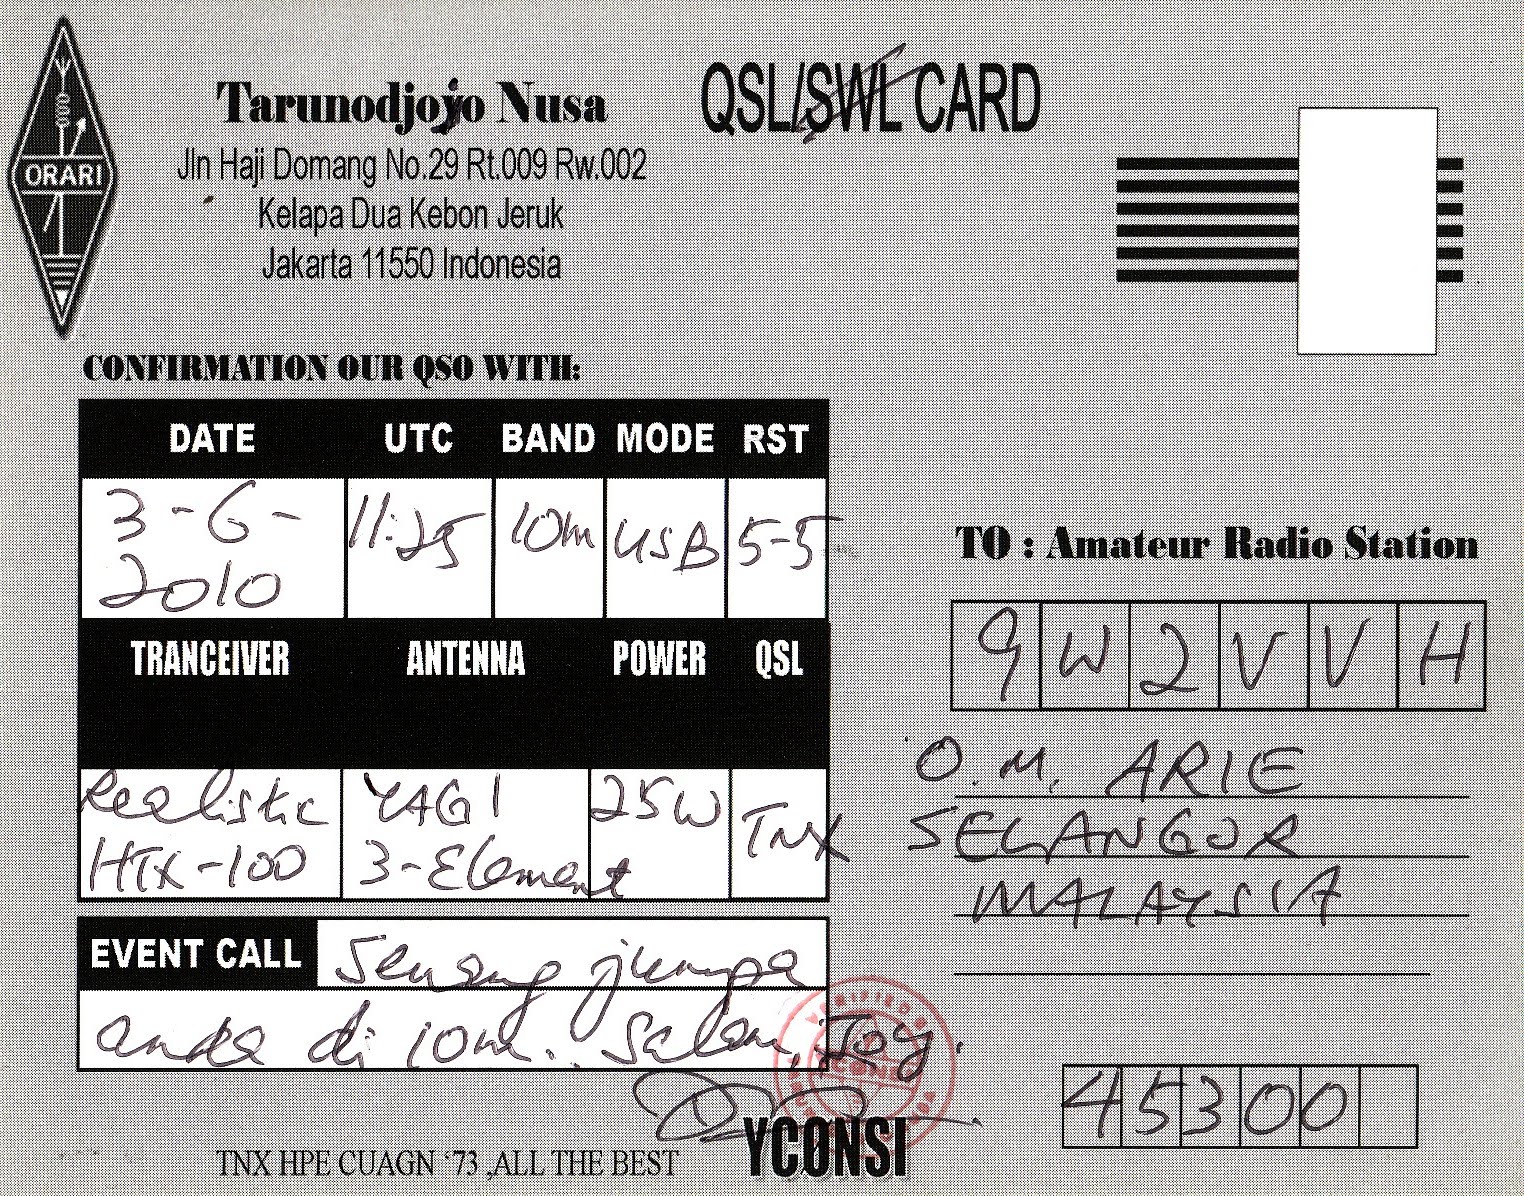 ORARI
Tarunodjojo Nusa
Jln Haji Domang No.29 Rt.009 Rw.002
Kelapa Dua Kebon Jeruk
Jakarta 11550 Indonesia
QSL/SWL CARD
CONFIRMATION OUR QSO WITH:
DATE UTC BAND MODE RST
3-6-2010 11:25 10m USB 5-5
TRANCEIVER ANTENNA POWER QSL
Realistic HTX-100 YAGI 3-Element 25W TNX
EVENT CALL Senang jumpa
anda di 10m. Salam, Joy.
TO : Amateur Radio Station
9W2VVH
O.M. ARIE
SELANGOR
MALAYSIA
45300
YC0NSI
TNX HPE CUAGN ‘73 ,ALL THE BEST